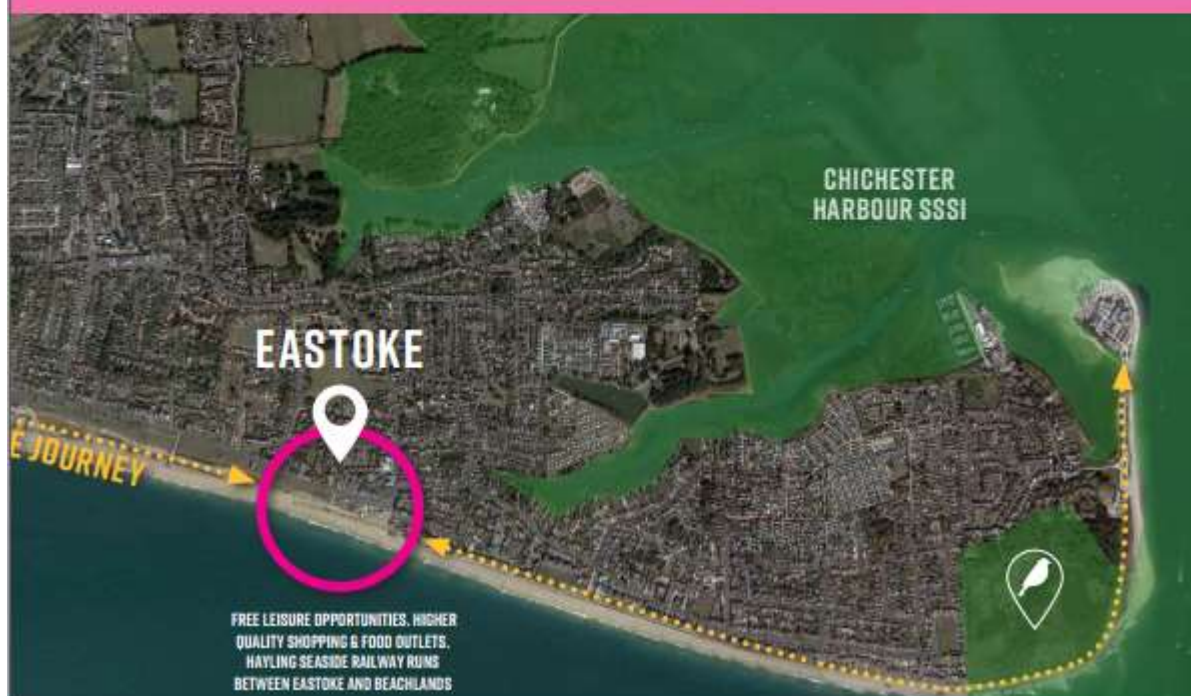 CHICHESTER
HARBOUR SSSI
EASTOKE
E JOURNEY
FREE LEISURE OPPORTUNITIES, HIGHER
QUALITY SHOPPING & FOOD OUTLETS,
HAYLING SEASIDE RAILWAY RUNS
BETWEEN EASTOKE AND BEACHLANDS